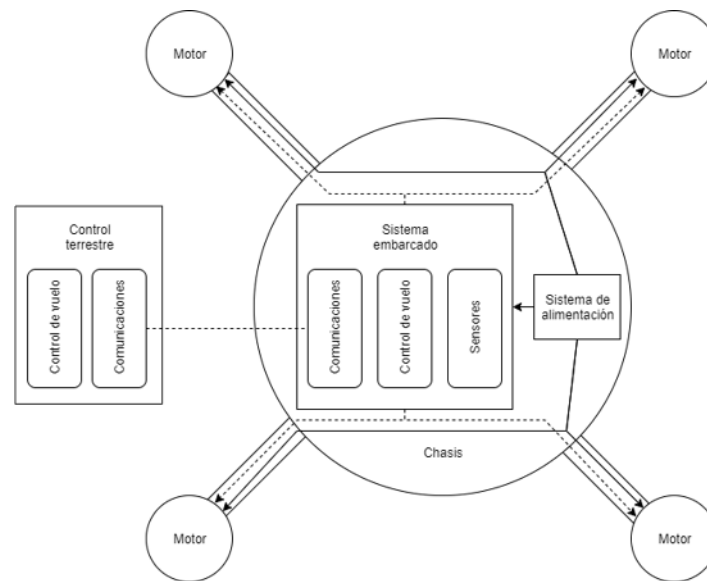 Motor
Motor
Control
terrestre
Control de vuelo
Comunicaciones
Sistema
embarcado
Comunicaciones
Control de vuelo
Sensores
Sistema de
alimentación
Chasis
Motor
Motor